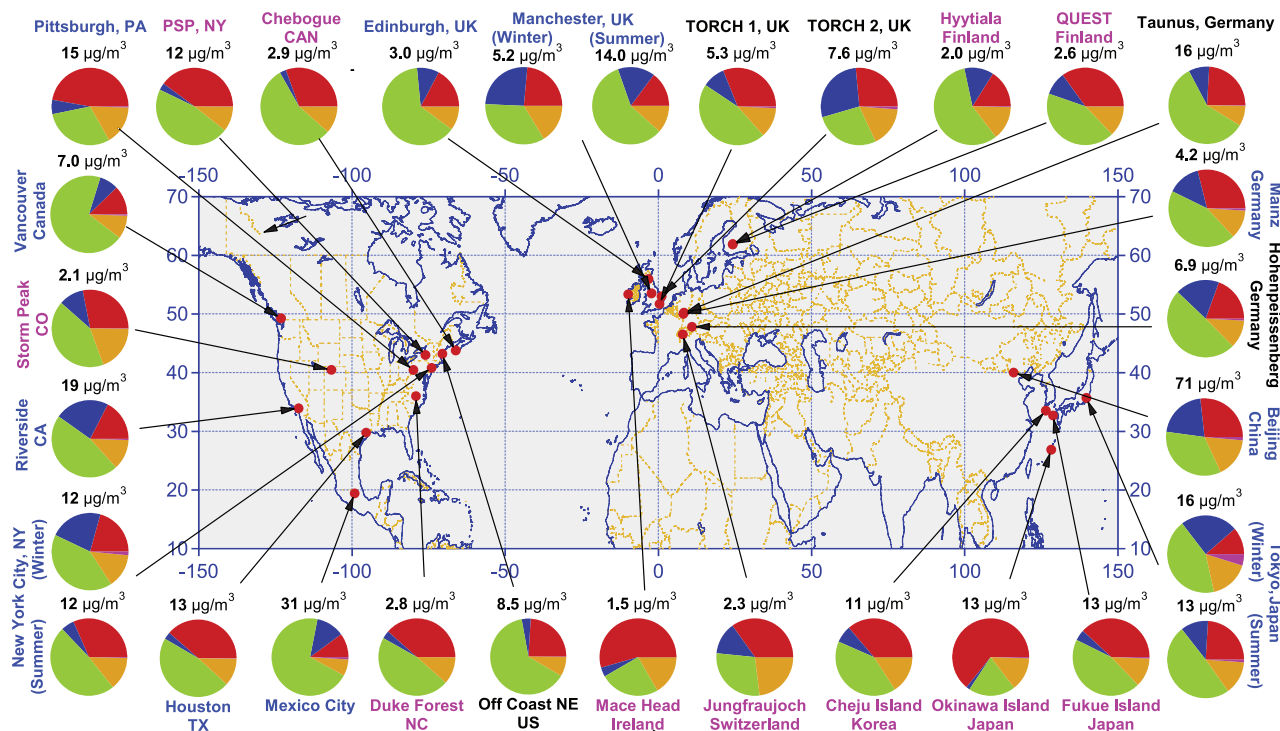 Pittsburgh, PA
15 µg/m3
PSP, NY
12 µg/m3
Chebogue
CAN
2.9 µg/m3
Edinburgh, UK
3.0 µg/m3
Manchester, UK
(Winter)
(Summer)
5.2 µg/m3
14.0 µg/m3
TORCH 1, UK
5.3 µg/m3
TORCH 2, UK
7.6 µg/m3
Hyytiala
Finland
2.0 µg/m3
QUEST
Finland
2.6 µg/m3
Taunus, Germany
16 µg/m3
7.0 µg/m3
Vancouver
Canada
2.1 µg/m3
Storm Peak
CO
19 µg/m3
Riverside
CA
12 µg/m3
New York City, NY
(Winter)
(Summer)
12 µg/m3
-150
-100
-50
0
50
100
150
70
60
50
40
30
20
10
70
60
50
40
30
20
10
-150
-100
-50
0
50
100
150
4.2 µg/m3
Mainz
Germany
6.9 µg/m3
Hohenpeissenberg
Germany
71 µg/m3
Beijing
China
16 µg/m3
Tokyo, Japan
(Winter)
(Summer)
13 µg/m3
13 µg/m3
Houston
TX
31 µg/m3
Mexico City
2.8 µg/m3
Duke Forest
NC
8.5 µg/m3
Off Coast NE
US
1.5 µg/m3
Mace Head
Ireland
2.3 µg/m3
Jungfraujoch
Switzerland
11 µg/m3
Cheju Island
Korea
13 µg/m3
Okinawa Island
Japan
13 µg/m3
Fukue Island
Japan